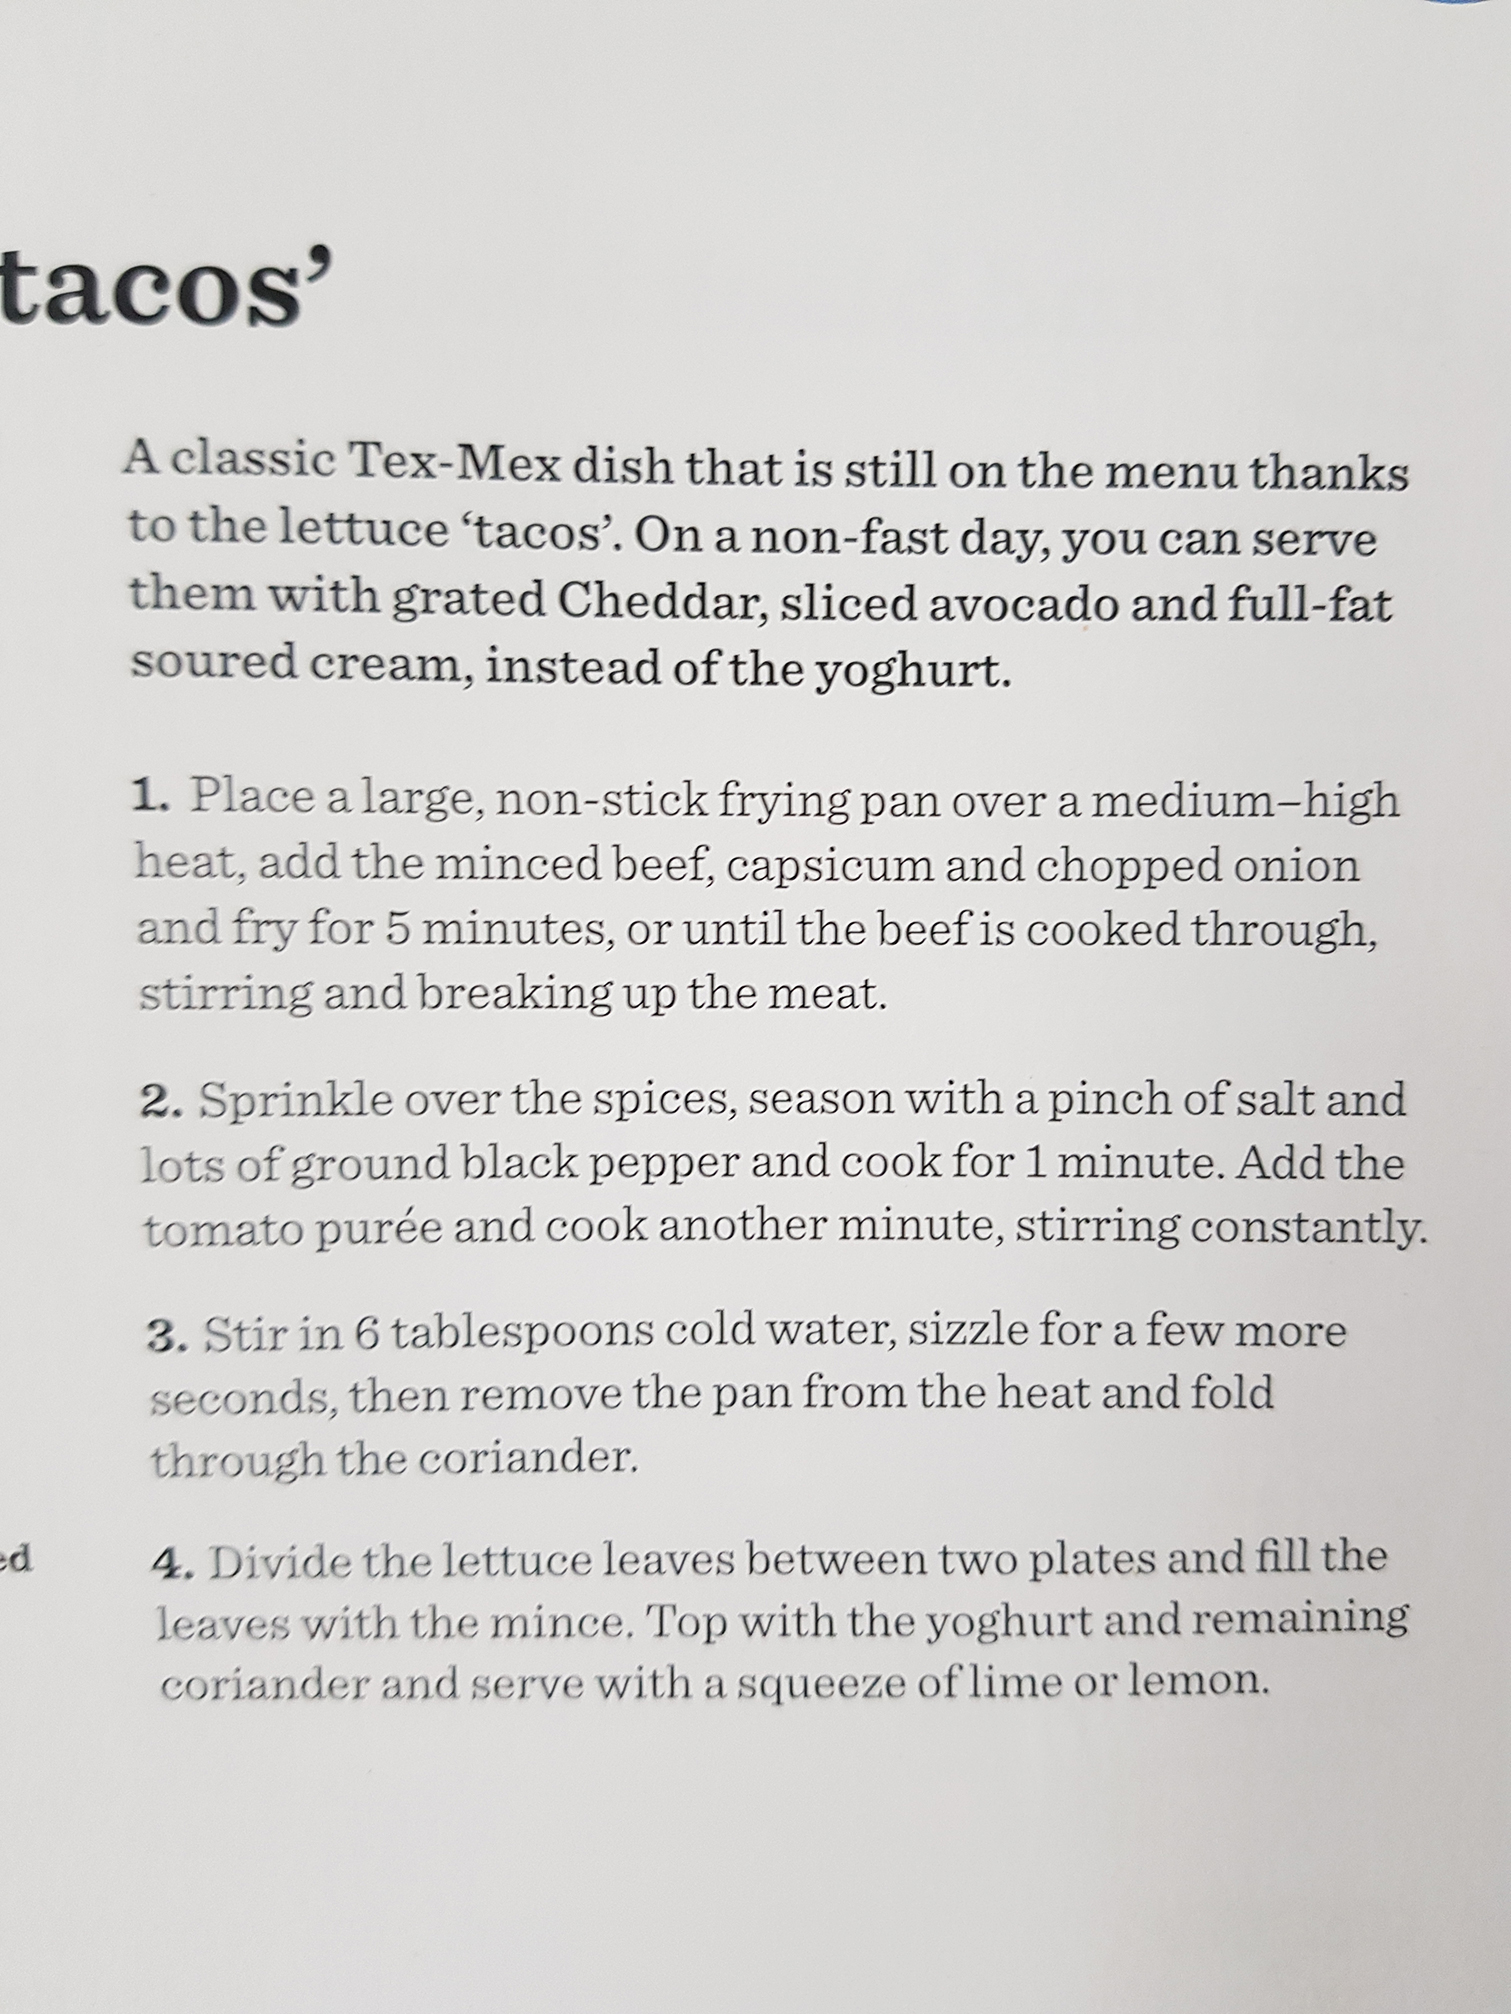 tacos’
A classic Tex-Mex dish that is still on the menu thanks
to the lettuce ‘tacos’. On a non-fast day, you can serve
them with grated Cheddar, sliced avocado and full-fat
soured cream, instead of the yoghurt.
1. Place a large, non-stick frying pan over a medium–high
heat, add the minced beef, capsicum and chopped onion
and fry for 5 minutes, or until the beef is cooked through,
stirring and breaking up the meat.
2. Sprinkle over the spices, season with a pinch of salt and
lots of ground black pepper and cook for 1 minute. Add the
tomato purée and cook another minute, stirring constantly.
3. Stir in 6 tablespoons cold water, sizzle for a few more
seconds, then remove the pan from the heat and fold
through the coriander.
4. Divide the lettuce leaves between two plates and fill the
leaves with the mince. Top with the yoghurt and remaining
coriander and serve with a squeeze of lime or lemon.